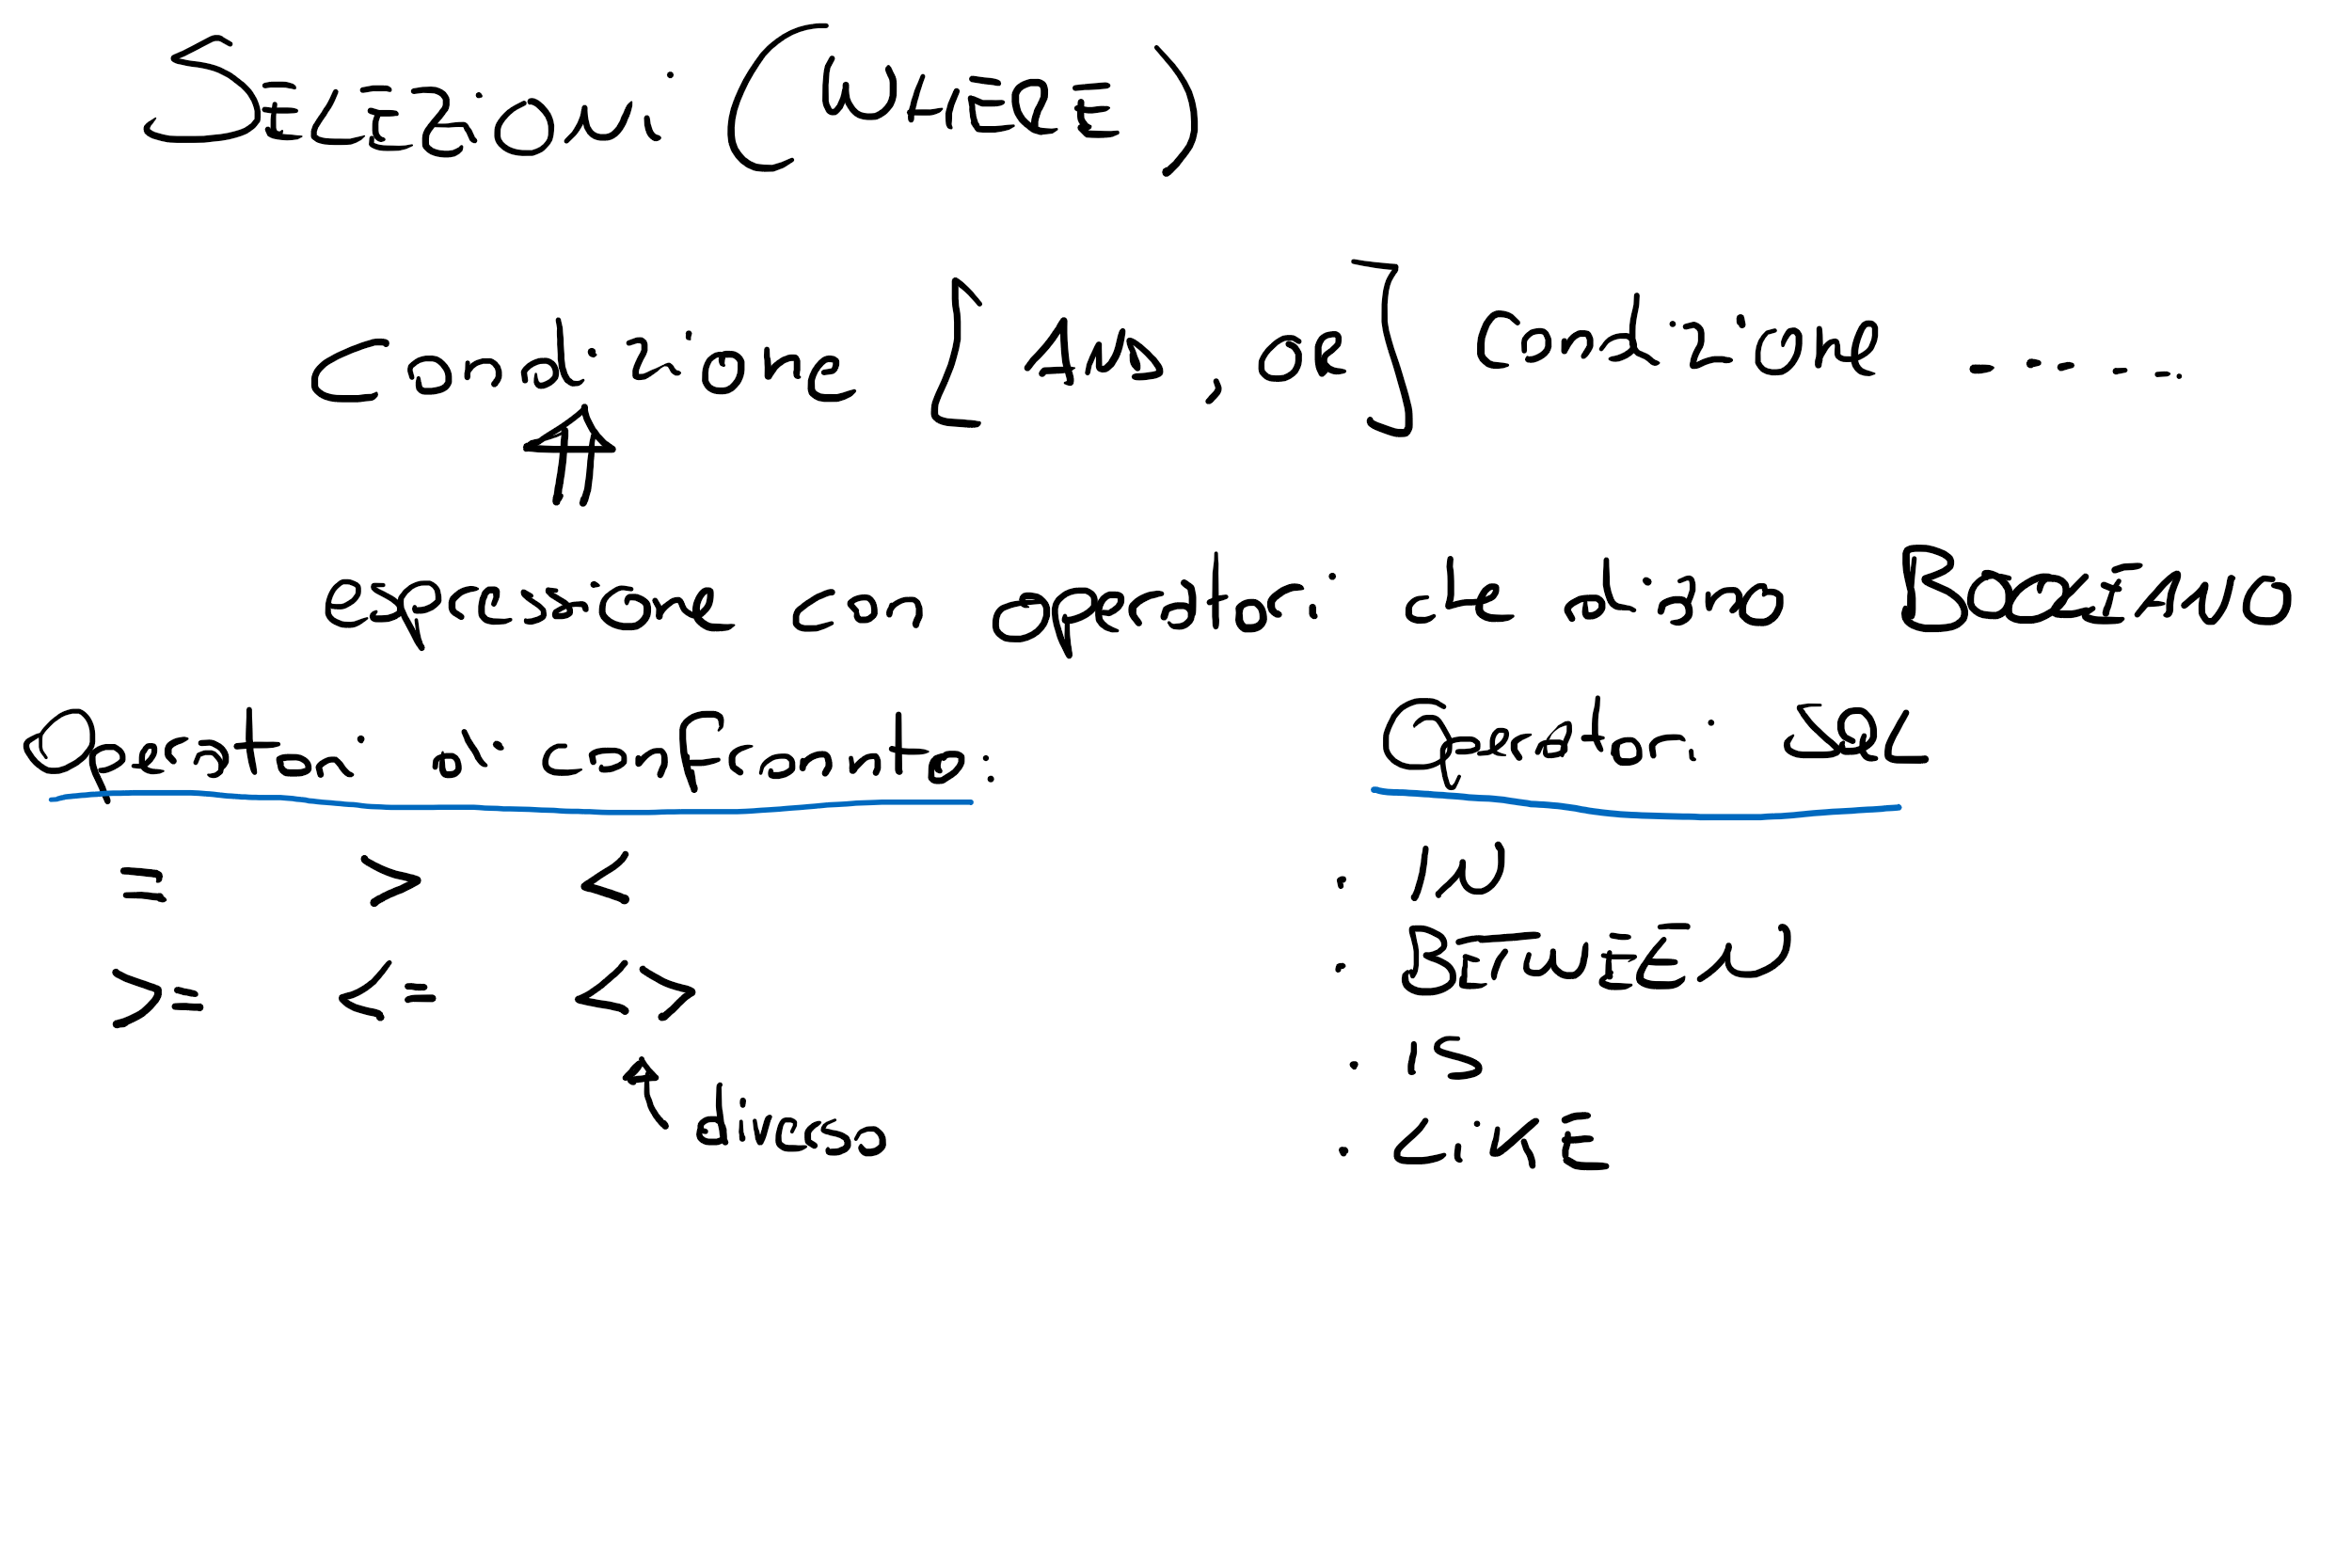 SELEZiONi (WHERE)
Condizione [AND, OR] condizione - - - - -.
espressione con operatori che diano BOOLEANO
Operatori di confronto:
= > <
>= <= <>
diverso
Operatori SQL
· IN
· BETWEEN
· IS
· LiKE